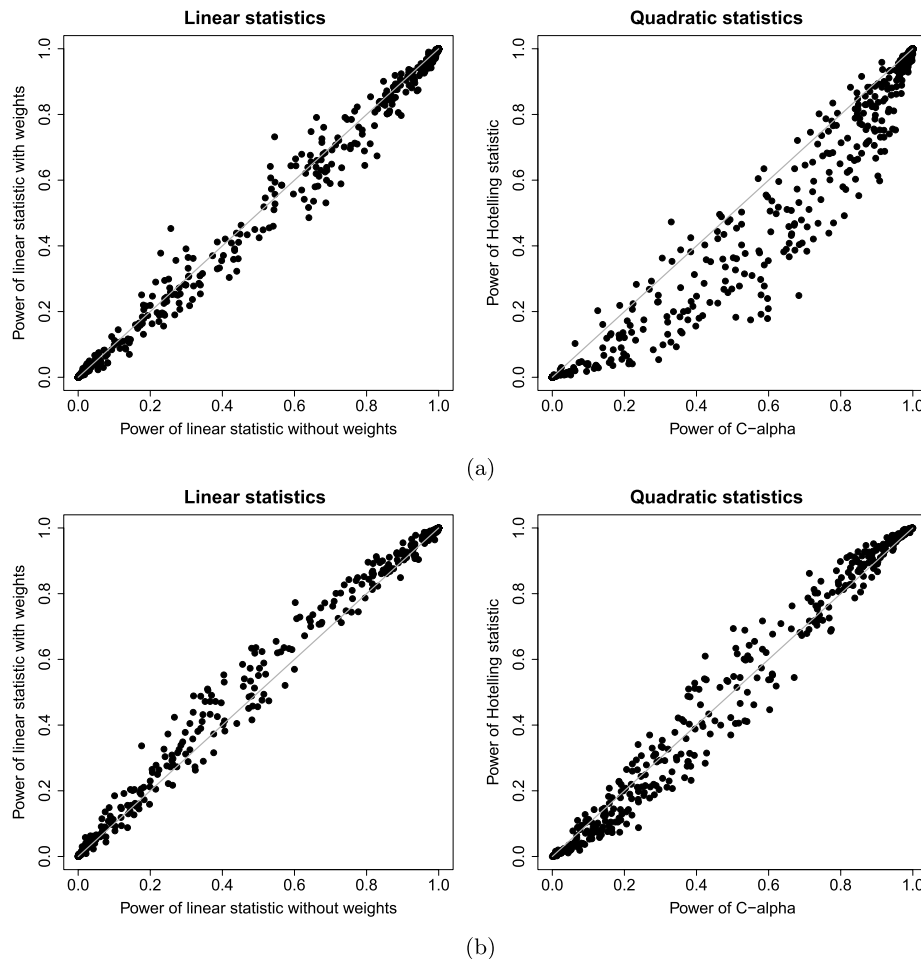 Linear statistics
Power of linear statistic with weights
0.0 0.2 0.4 0.6 0.8 1.0
0.0 0.2 0.4 0.6 0.8 1.0
Power of linear statistic without weights
Quadratic statistics
Power of Hotelling statistic
0.0 0.2 0.4 0.6 0.8 1.0
0.0 0.2 0.4 0.6 0.8 1.0
Power of C−alpha
(a)
Linear statistics
Power of linear statistic with weights
0.0 0.2 0.4 0.6 0.8 1.0
0.0 0.2 0.4 0.6 0.8 1.0
Power of linear statistic without weights
Quadratic statistics
Power of Hotelling statistic
0.0 0.2 0.4 0.6 0.8 1.0
0.0 0.2 0.4 0.6 0.8 1.0
Power of C−alpha
(b)